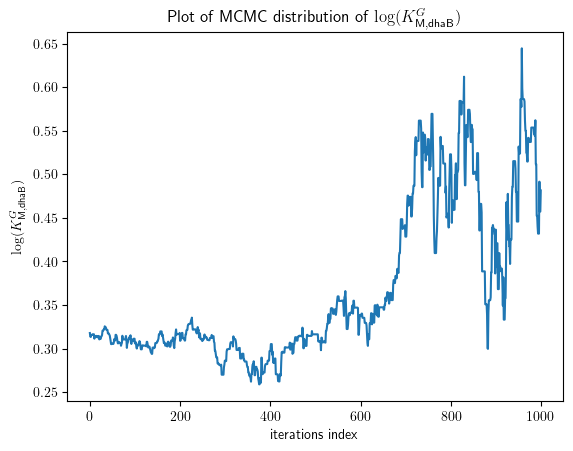 Plot of MCMC distribution of log(K^G_M,dhaB)
log(K^G_M,dhaB)
0.65
0.60
0.55
0.50
0.45
0.40
0.35
0.30
0.25
0 200 400 600 800 1000
iterations index